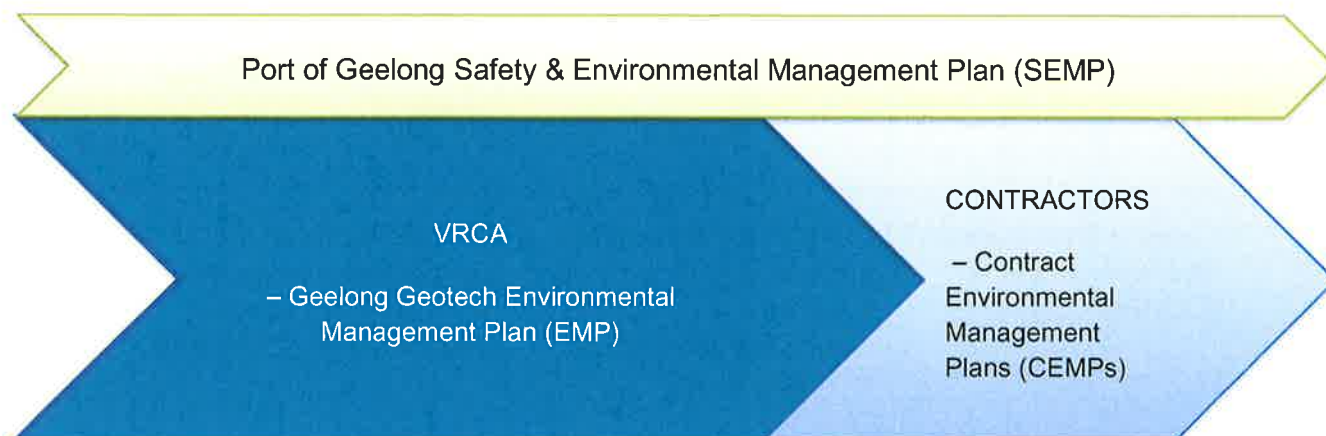 Port of Geelong Safety & Environmental Management Plan (SEMP)
VRCA
– Geelong Geotech Environmental
Management Plan (EMP)
CONTRACTORS
– Contract
Environmental
Management
Plans (CEMPs)